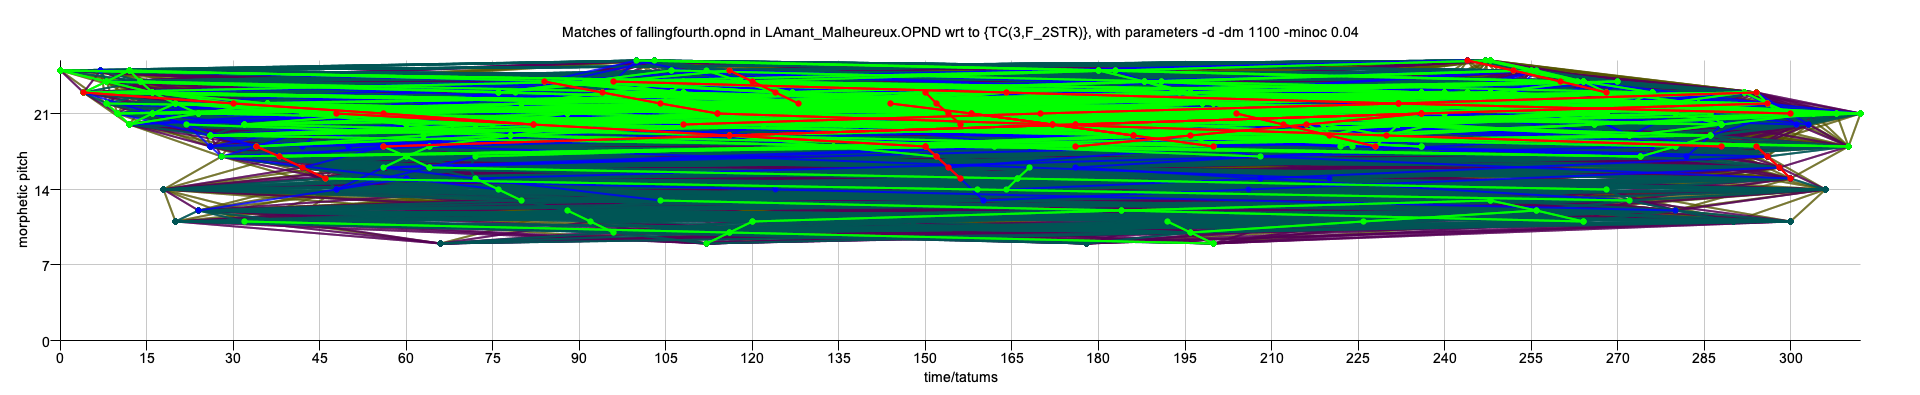 Matches of fallingfourth.opnd in LAmant_Malheureux.OPND wrt to {TC(3,F_2STR)}, with parameters -d -dm 1100 -minoc 0.04
morphetic pitch
21
14
7
0
0 15 30 45 60 75 90 105 120 135 150 165 180 195 210 225 240 255 270 285 300
time/tatums